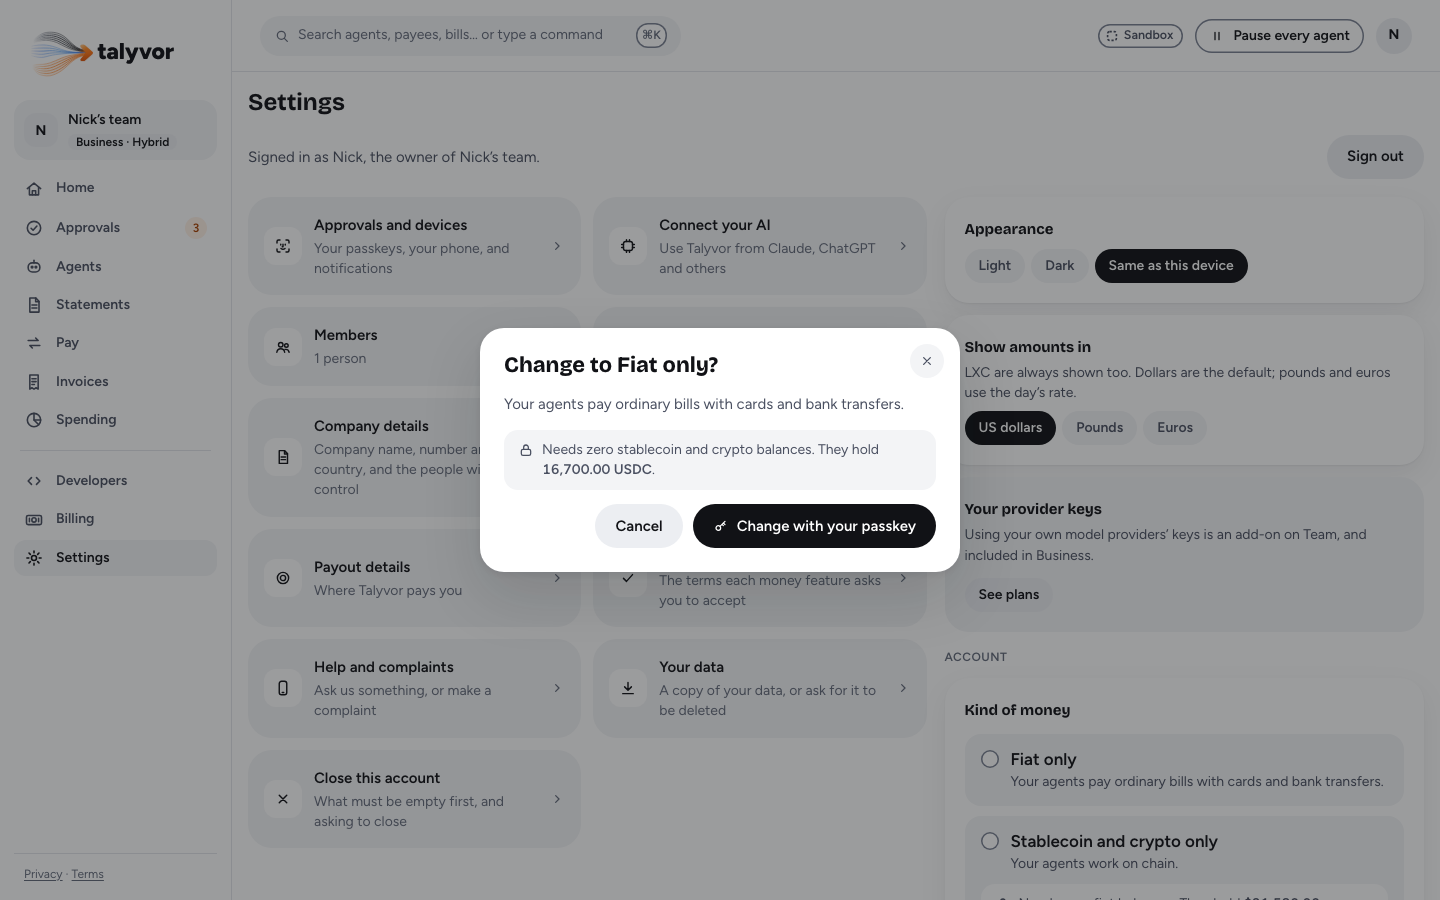 talyvor
Search agents, payees, bills... or type a command
⌘K
Sandbox
Pause every agent
N
N
Nick's team
Business · Hybrid
Home
Approvals
3
Agents
Statements
Pay
Invoices
Spending
Developers
Billing
Settings
Privacy · Terms
Settings
Signed in as Nick, the owner of Nick's team.
Sign out
Approvals and devices
Your passkeys, your phone, and
notifications
Connect your AI
Use Talyvor from Claude, ChatGPT
and others
Members
1 person
Company details
Company name, number
country, and the people
control
Payout details
Where Talyvor pays you
The terms each money feature asks
you to accept
Help and complaints
Ask us something, or make a
complaint
Your data
A copy of your data, or ask for it to
be deleted
Close this account
What must be empty first, and
asking to close
Change to Fiat only?
Your agents pay ordinary bills with cards and bank transfers.
Needs zero stablecoin and crypto balances. They hold
16,700.00 USDC.
Cancel
Change with your passkey
Appearance
Light
Dark
Same as this device
Show amounts in
LXC are always shown too. Dollars are the default; pounds and euros
use the day's rate.
US dollars
Pounds
Euros
Your provider keys
Using your own model providers' keys is an add-on on Team, and
included in Business.
See plans
ACCOUNT
Kind of money
Fiat only
Your agents pay ordinary bills with cards and bank transfers.
Stablecoin and crypto only
Your agents work on chain.